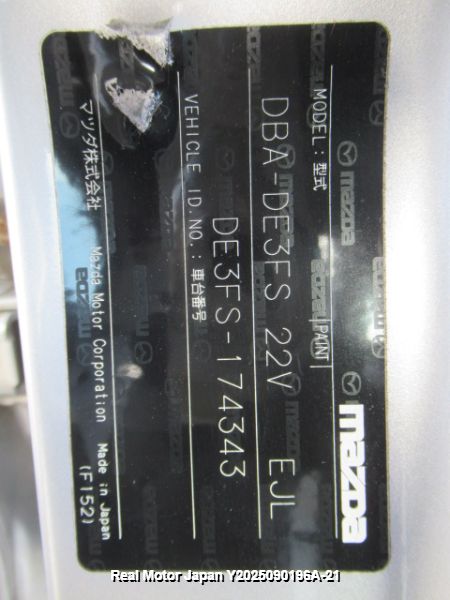 mazda
MODEL:型式 PAINT
DBA-DE3FS 22V EJL
VEHICLE ID.NO.:車台番号
DE3FS-174343
マツダ株式会社 Mazda Motor Corporation Made in Japan
(F152)
Real Motor Japan Y2025090196A-21